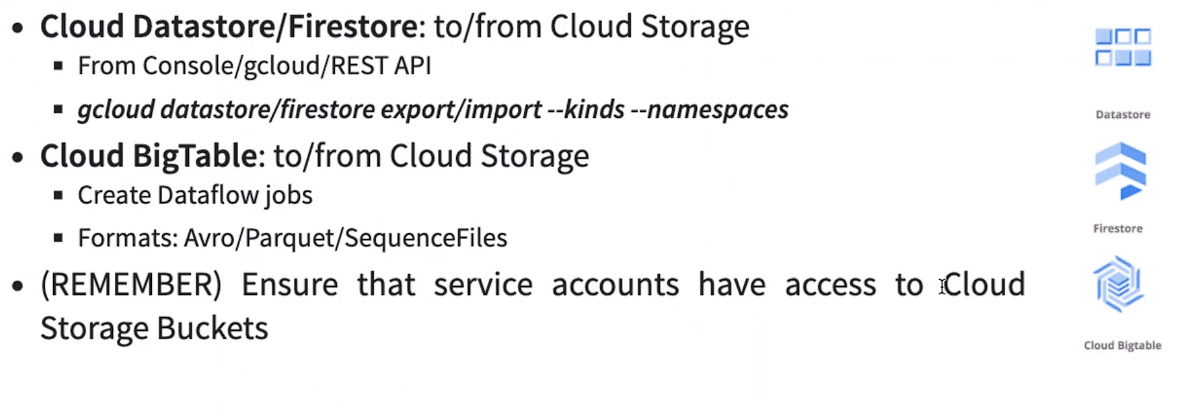 • Cloud Datastore/Firestore: to/from Cloud Storage
▪ From Console/gcloud/REST API
▪ gcloud datastore/firestore export/import --kinds --namespaces
• Cloud BigTable: to/from Cloud Storage
▪ Create Dataflow jobs
▪ Formats: Avro/Parquet/SequenceFiles
• (REMEMBER) Ensure that service accounts have access to Cloud
Storage Buckets
Datastore
Firestore
Cloud Bigtable